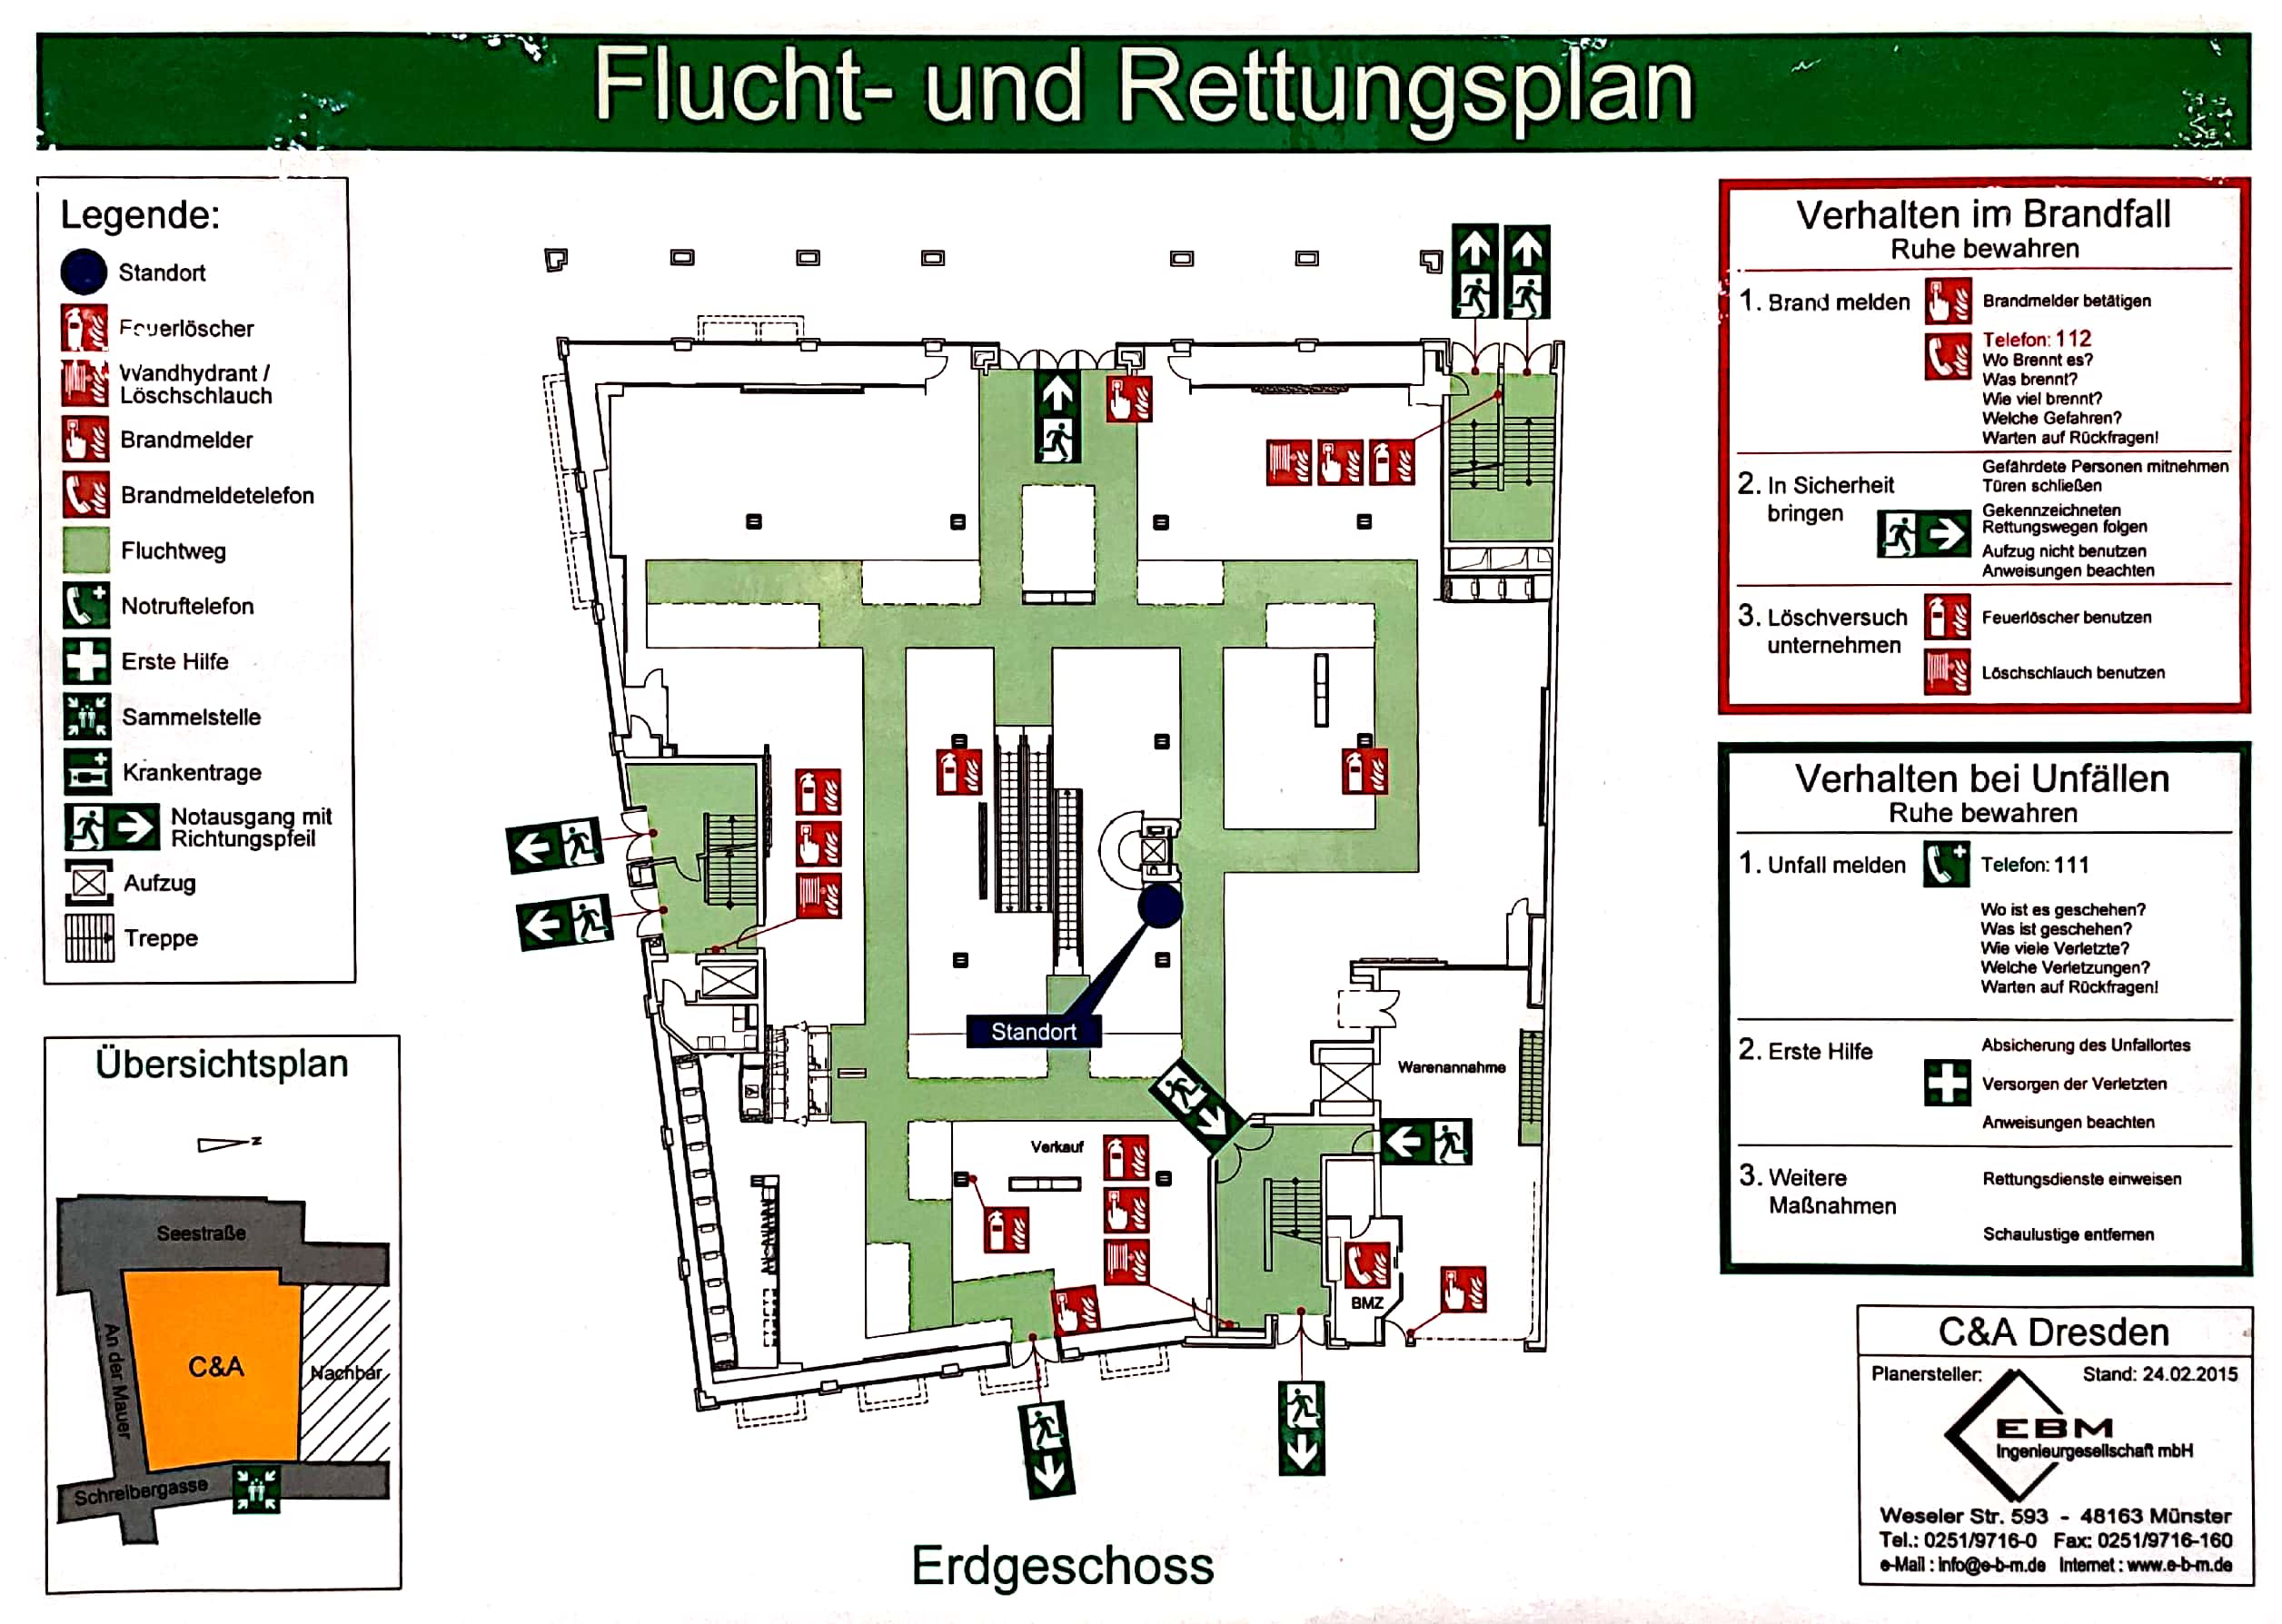 Flucht- und Rettungsplan
Legende:
Standort
Feuerlöscher
Wandhydrant /
Löschschlauch
Brandmelder
Brandmeldetelefon
Fluchtweg
Notruftelefon
Erste Hilfe
Sammelstelle
Krankentrage
Notausgang mit
Richtungspfeil
Aufzug
Treppe
Übersichtsplan
N
Seestraße
An der Mauer
C&A
Nachbar
Schreibergasse
Standort
Warenannahme
Verkauf
BMZ
Erdgeschoss
Verhalten im Brandfall
Ruhe bewahren
1. Brand melden
Brandmelder betätigen
Telefon: 112
Wo Brennt es?
Was brennt?
Wie viel brennt?
Welche Gefahren?
Warten auf Rückfragen!
2. In Sicherheit
bringen
Gefährdete Personen mitnehmen
Türen schließen
Gekennzeichneten
Rettungswegen folgen
Aufzug nicht benutzen
Anweisungen beachten
3. Löschversuch
unternehmen
Feuerlöscher benutzen
Löschschlauch benutzen
Verhalten bei Unfällen
Ruhe bewahren
1. Unfall melden
Telefon: 111
Wo ist es geschehen?
Was ist geschehen?
Wie viele Verletzte?
Welche Verletzungen?
Warten auf Rückfragen!
2. Erste Hilfe
Absicherung des Unfallortes
Versorgen der Verletzten
Anweisungen beachten
3. Weitere
Maßnahmen
Rettungsdienste einweisen
Schaulustige entfernen
C&A Dresden
Planersteller:
Stand: 24.02.2015
EBM
Ingenieurgesellschaft mbH
Weseler Str. 593 - 48163 Münster
Tel.: 0251/9716-0 Fax: 0251/9716-160
e-Mail : info@e-b-m.de Internet : www.e-b-m.de